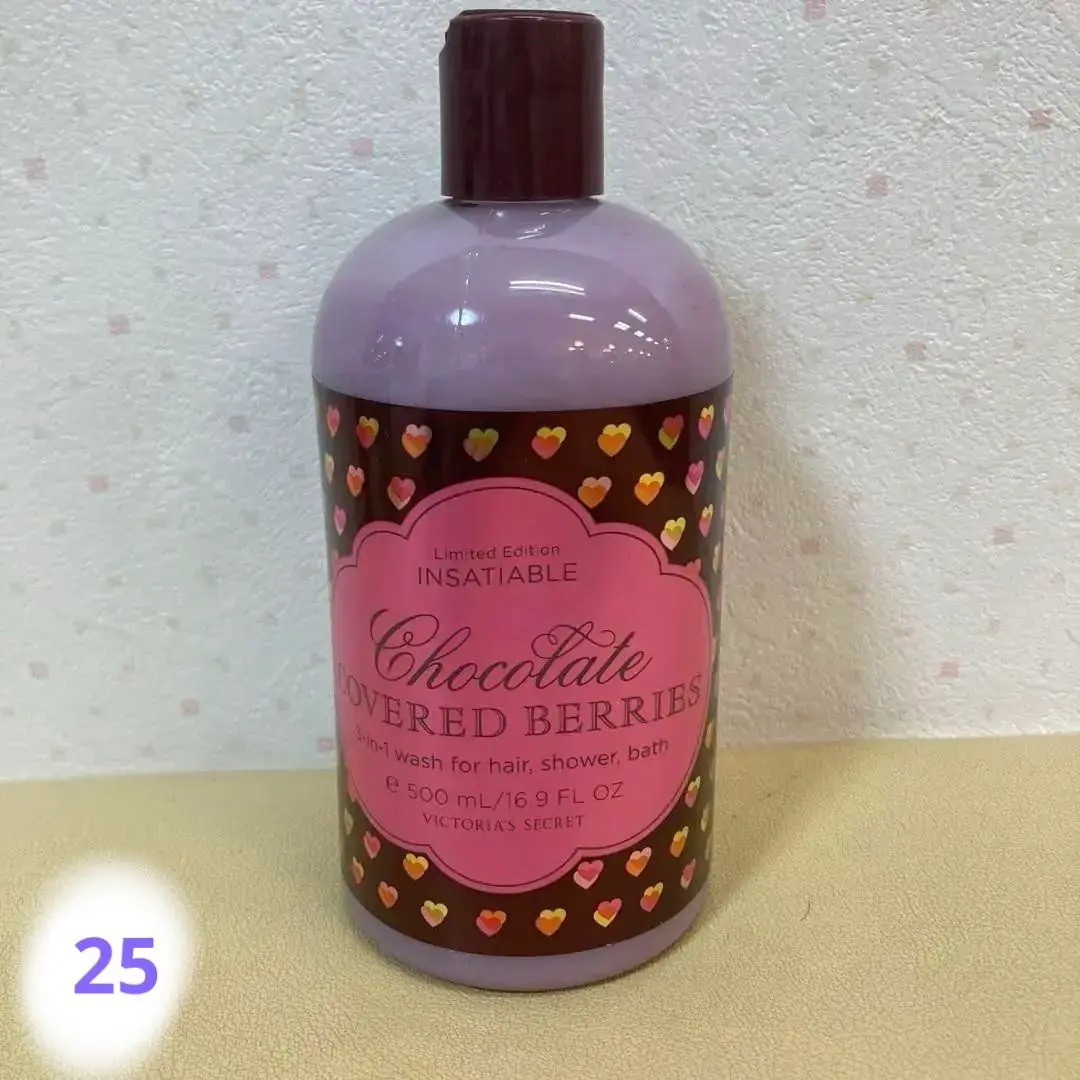 Limited Edition
INSATIABLE
Chocolate
COVERED BERRIES
3-in-1 wash for hair, shower, bath
℮ 500 mL/16.9 FL OZ
VICTORIA'S SECRET
25